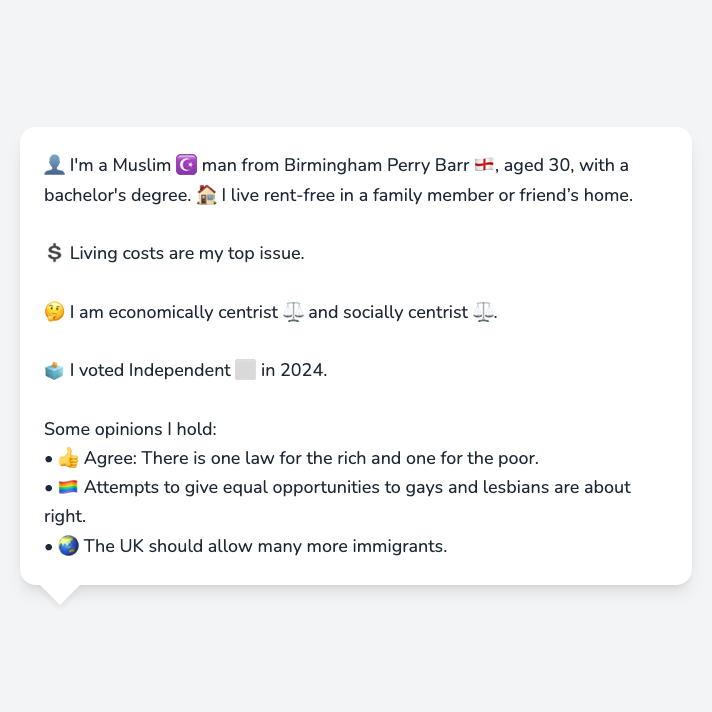 👤 I'm a Muslim ☪️ man from Birmingham Perry Barr 🏴󠁧󠁢󠁥󠁮󠁧󠁿, aged 30, with a
bachelor's degree. 🏠 I live rent-free in a family member or friend’s home.
💲 Living costs are my top issue.
🤔 I am economically centrist ⚖️ and socially centrist ⚖️.
🗳️ I voted Independent ⬜ in 2024.
Some opinions I hold:
• 👍 Agree: There is one law for the rich and one for the poor.
• 🏳️‍🌈 Attempts to give equal opportunities to gays and lesbians are about
right.
• 🌏 The UK should allow many more immigrants.